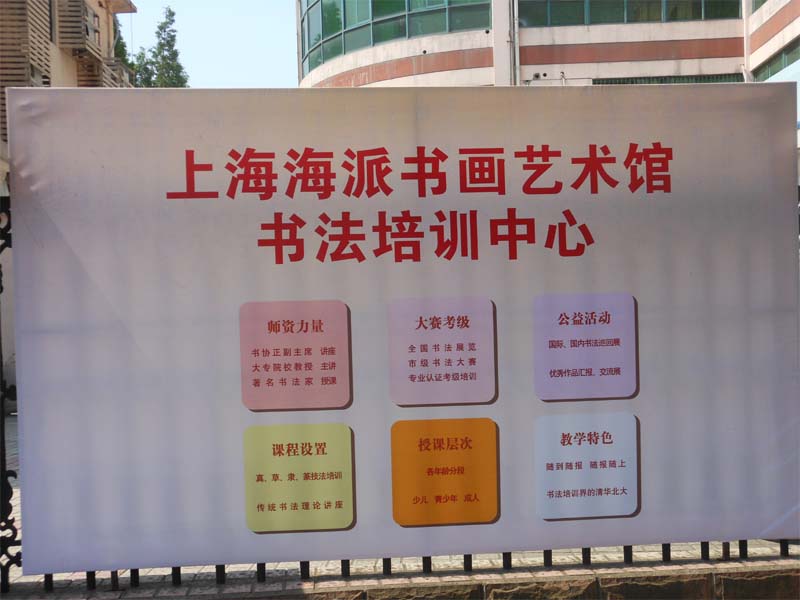 上海海派书画艺术馆
书法培训中心
师资力量
书协正副主席 讲座
大专院校教授 主讲
著名书法家 授课
大赛考级
全国书法展览
市级书法大赛
专业认证考级培训
公益活动
国际、国内书法巡回展
优秀作品汇报、交流展
课程设置
真、草、隶、篆技法培训
传统书法理论讲座
授课层次
各年龄分段
少儿 青少年 成人
教学特色
随到随报 随报随上
书法培训界的清华北大